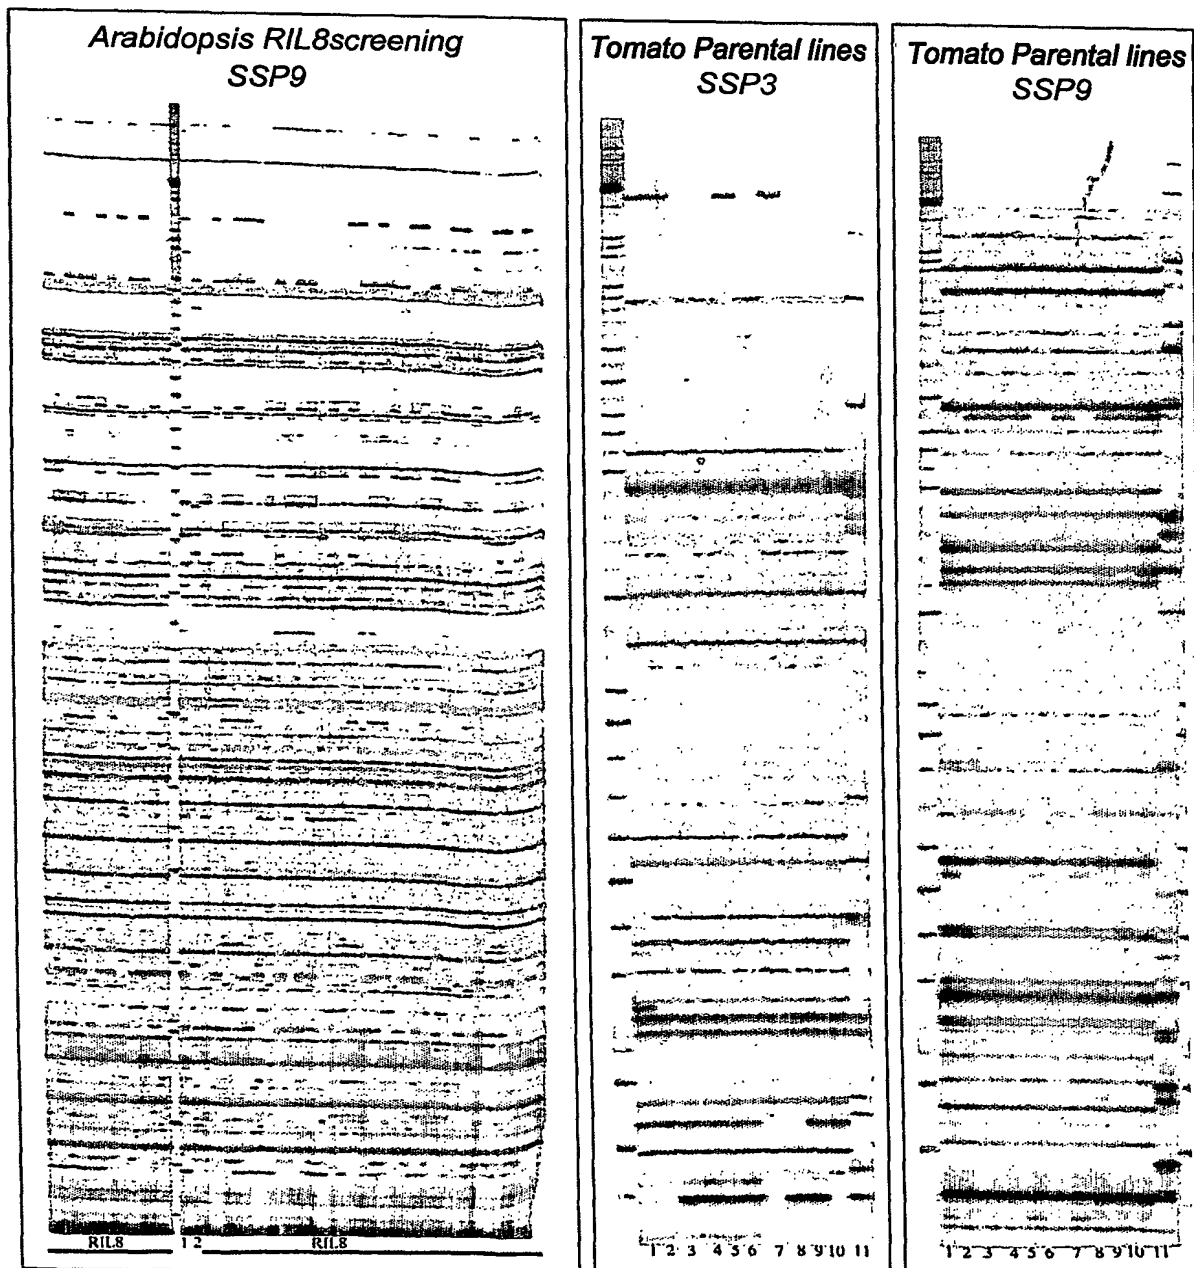 Arabidopsis RIL8screening
SSP9
Tomato Parental lines
SSP3
Tomato Parental lines
SSP9
RIL8 1 2 RIL8
1 2 3 4 5 6 7 8 9 10 11
1 2 3 4 5 6 7 8 9 10 11